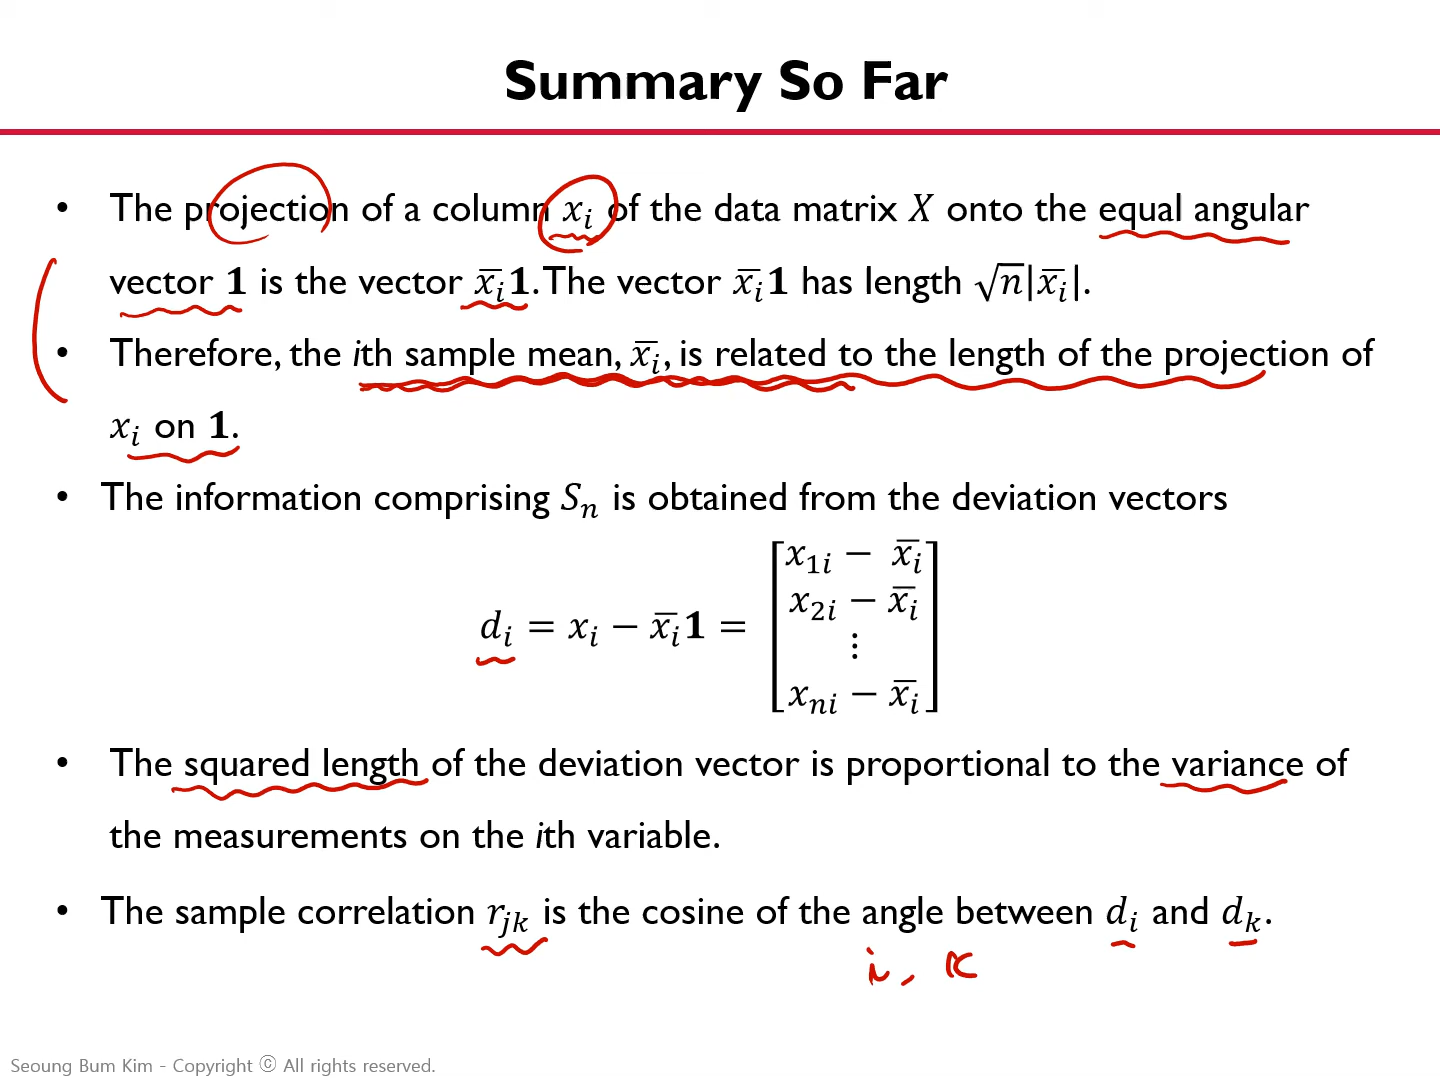 Summary So Far
• The projection of a column xᵢ of the data matrix X onto the equal angular
vector 1 is the vector x̅ᵢ1. The vector x̅ᵢ1 has length √n|x̅ᵢ|.
• Therefore, the ith sample mean, x̅ᵢ, is related to the length of the projection of
xᵢ on 1.
• The information comprising Sₙ is obtained from the deviation vectors
dᵢ = xᵢ − x̅ᵢ1 = [x₁ᵢ − x̅ᵢ
x₂ᵢ − x̅ᵢ
⋮
xₙᵢ − x̅ᵢ]
• The squared length of the deviation vector is proportional to the variance of
the measurements on the ith variable.
• The sample correlation rⱼₖ is the cosine of the angle between dᵢ and dₖ.
i, k
Seoung Bum Kim - Copyright ⓒ All rights reserved.